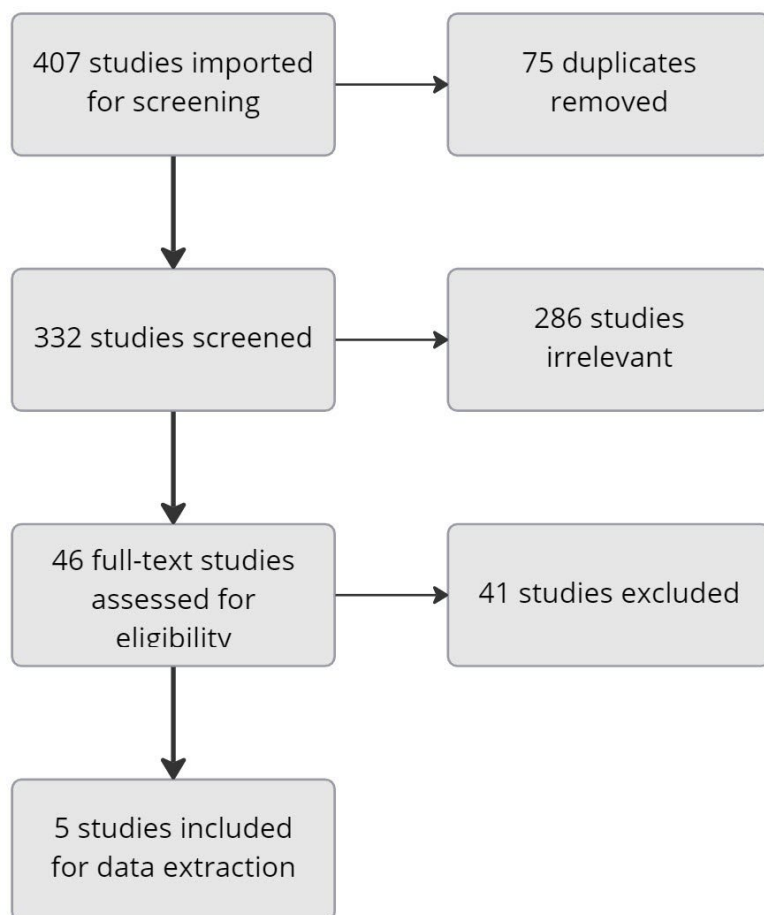 407 studies imported
for screening
75 duplicates
removed
332 studies screened
286 studies
irrelevant
46 full-text studies
assessed for
eligibility
41 studies excluded
5 studies included
for data extraction